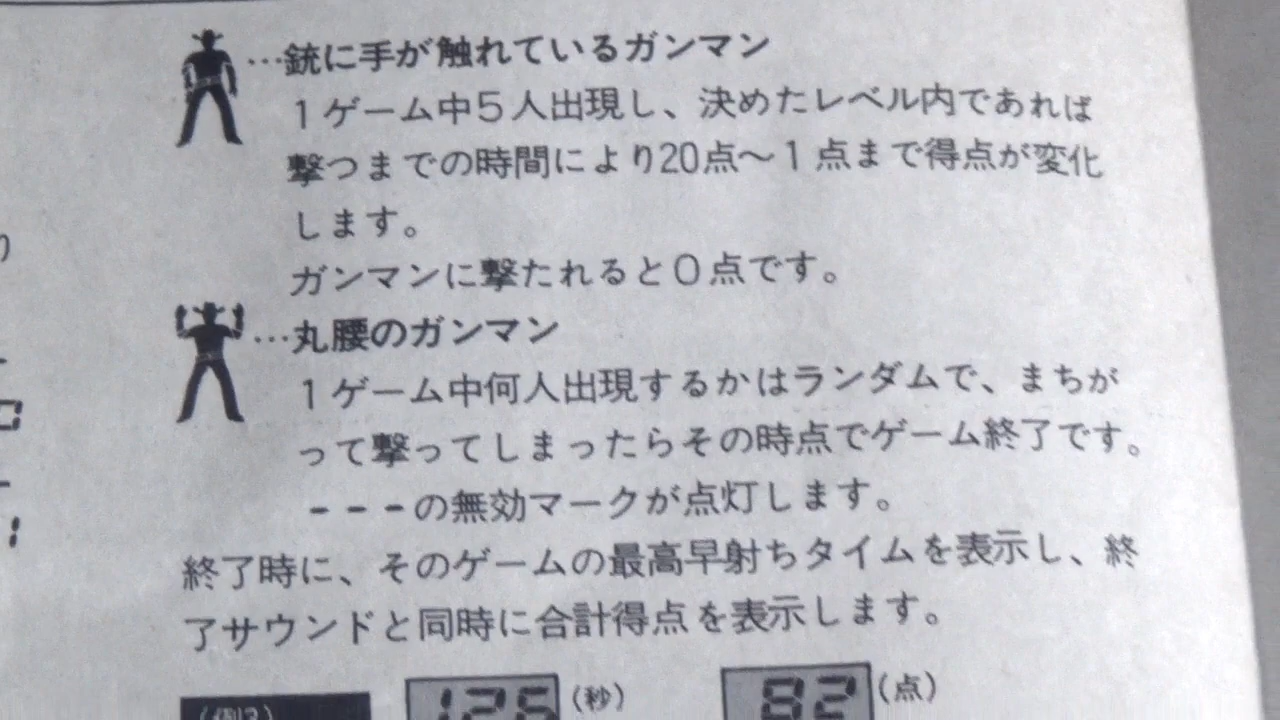 …銃に手が触れているガンマン
1ゲーム中5人出現し、決めたレベル内であれば
撃つまでの時間により20点〜1点まで得点が変化
します。
ガンマンに撃たれると0点です。
…丸腰のガンマン
1ゲーム中何人出現するかはランダムで、まちが
って撃ってしまったらその時点でゲーム終了です。
---の無効マークが点灯します。
終了時に、そのゲームの最高早射ちタイムを表示し、終
了サウンドと同時に合計得点を表示します。
126 (秒) 82 (点)